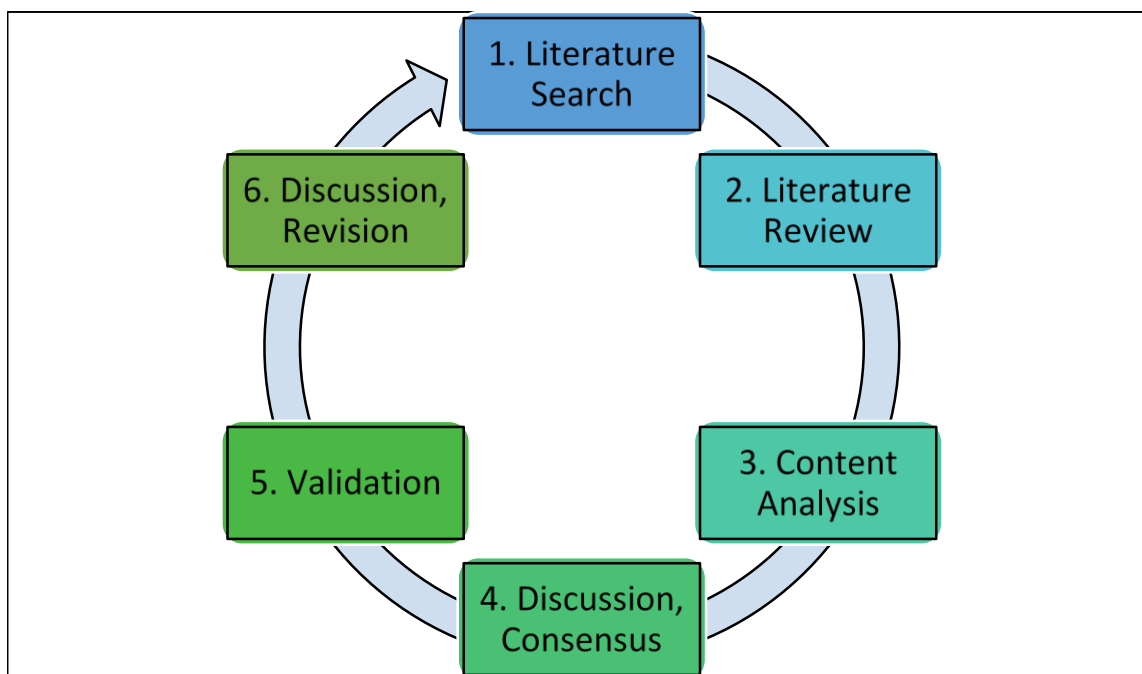 1. Literature
Search
2. Literature
Review
3. Content
Analysis
4. Discussion,
Consensus
5. Validation
6. Discussion,
Revision